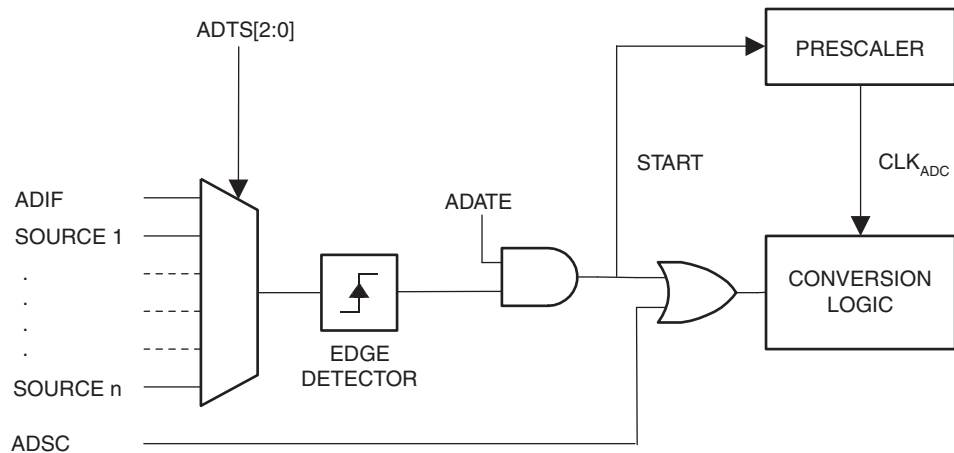 ADTS[2:0]
PRESCALER
START
CLKADC
ADIF
ADATE
SOURCE 1
.
.
.
.
CONVERSION
LOGIC
EDGE
DETECTOR
SOURCE n
ADSC